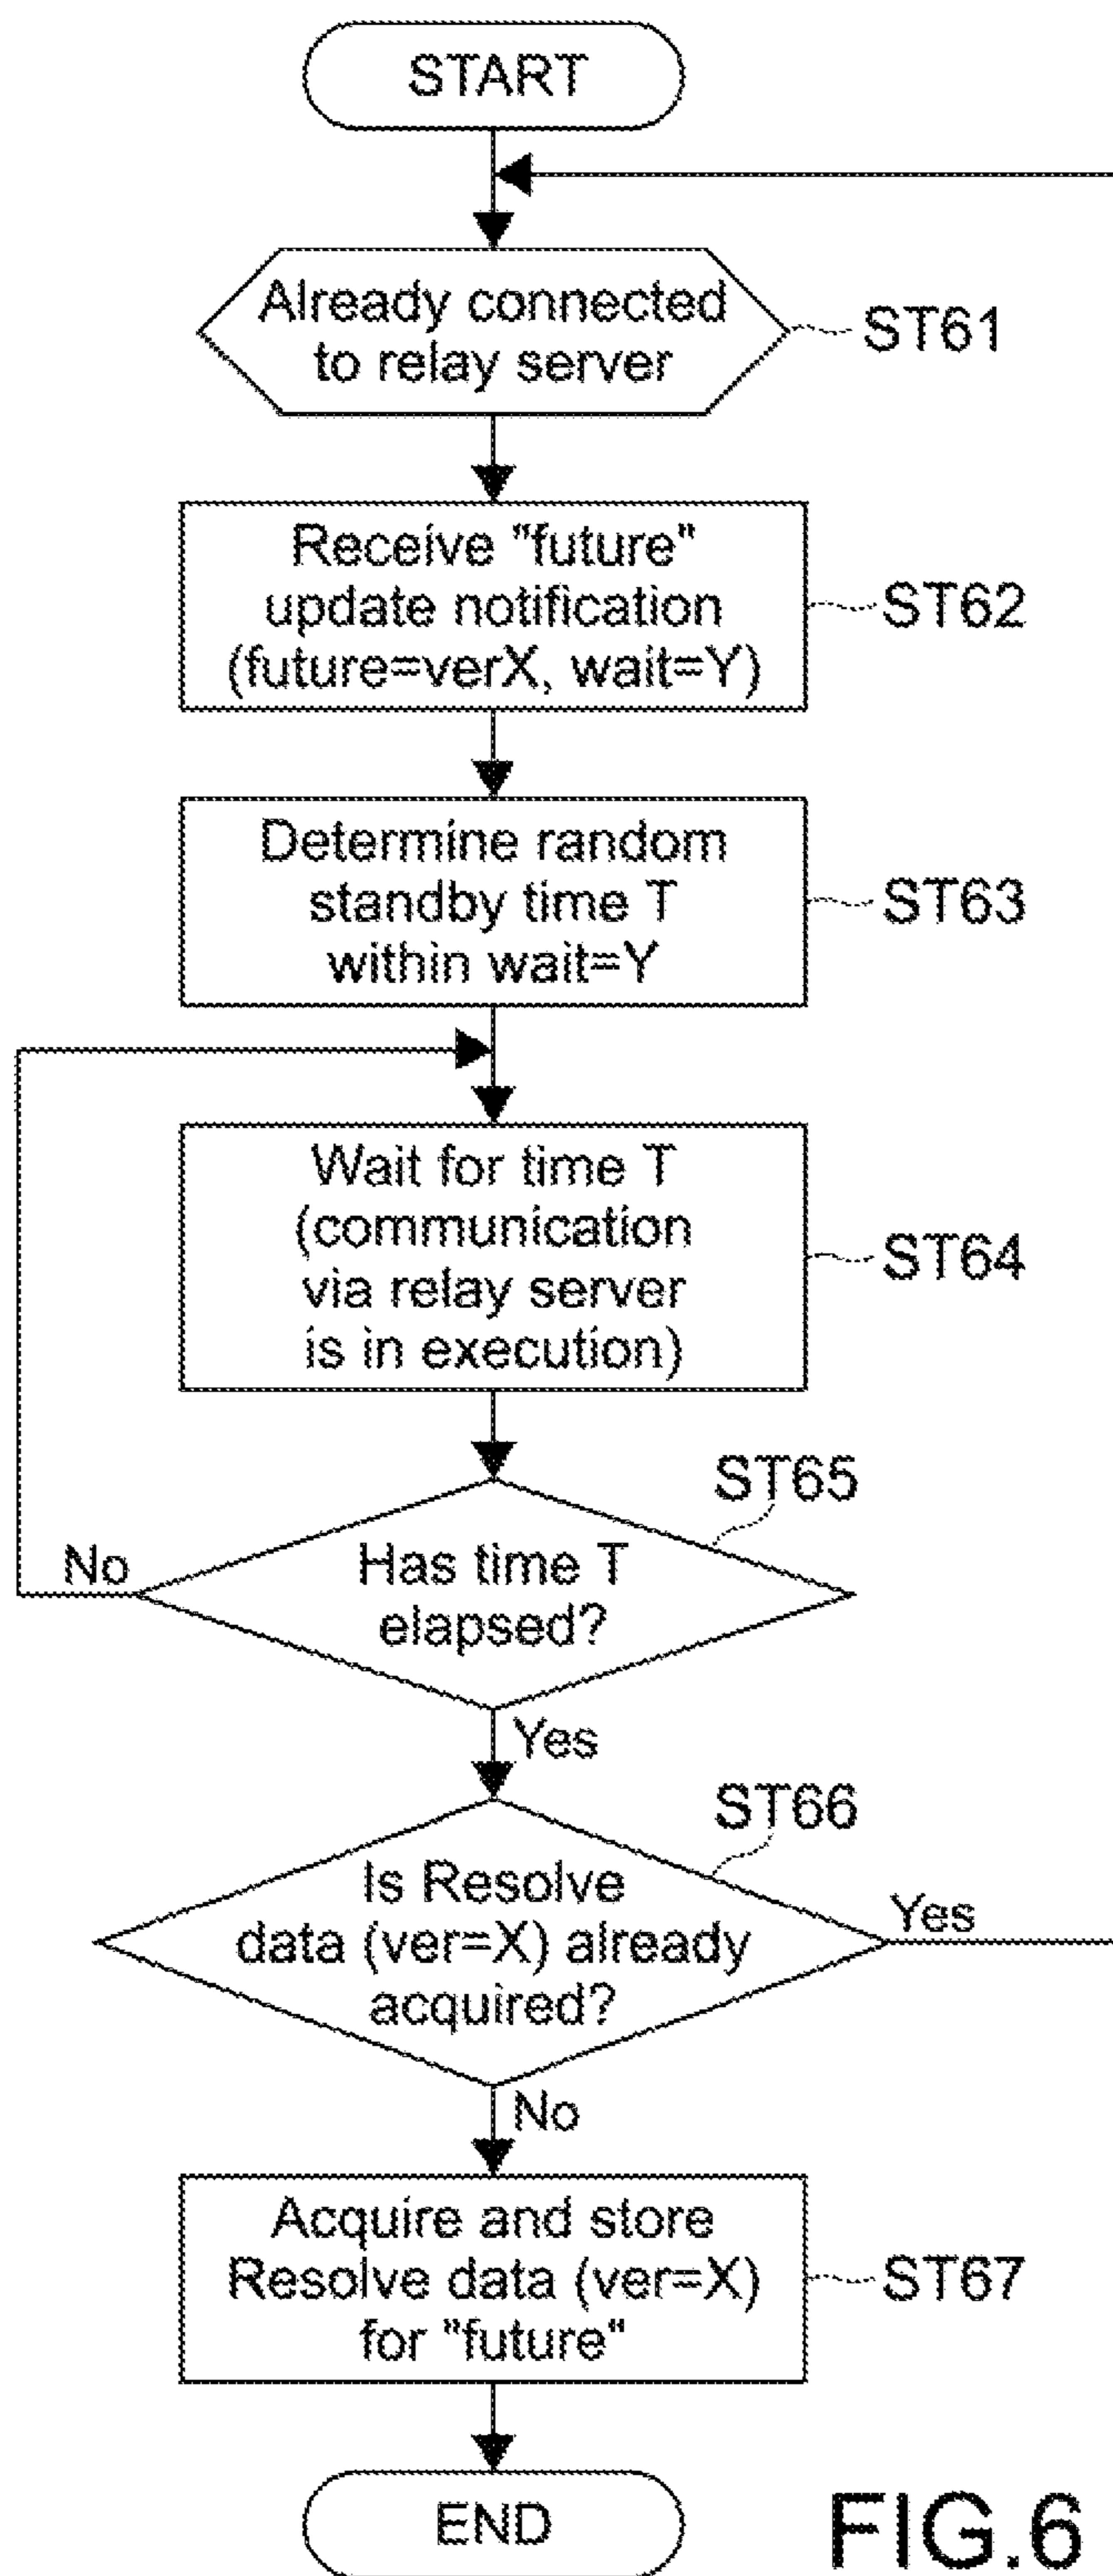 START
Already connected
to relay server
ST61
Receive "future"
update notification
(future=verX, wait=Y)
ST62
Determine random
standby time T
within wait=Y
ST63
Wait for time T
(communication
via relay server
is in execution)
ST64
ST65
Has time T
elapsed?
No
Yes
ST66
Is Resolve
data (ver=X) already
acquired?
Yes
No
Acquire and store
Resolve data (ver=X)
for "future"
ST67
END
FIG.6